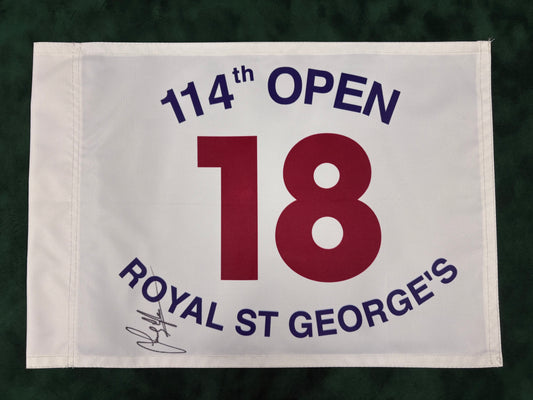 114th OPEN
18
ROYAL ST GEORGE'S